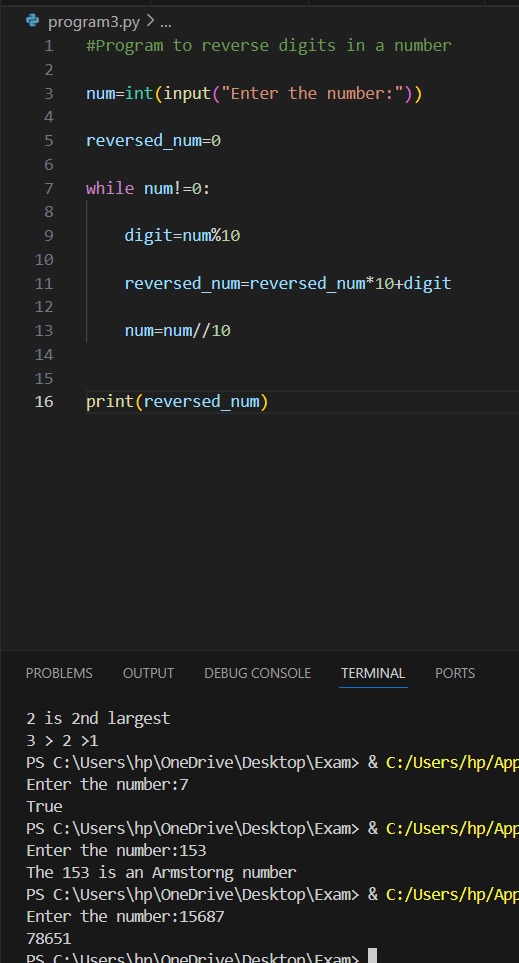 program3.py > ...
1 #Program to reverse digits in a number
2
3 num=int(input("Enter the number:"))
4
5 reversed_num=0
6
7 while num!=0:
8
9 digit=num%10
10
11 reversed_num=reversed_num*10+digit
12
13 num=num//10
14
15
16 print(reversed_num)
PROBLEMS OUTPUT DEBUG CONSOLE TERMINAL PORTS
2 is 2nd largest
3 > 2 >1
PS C:\Users\hp\OneDrive\Desktop\Exam> & C:/Users/hp/App
Enter the number:7
True
PS C:\Users\hp\OneDrive\Desktop\Exam> & C:/Users/hp/App
Enter the number:153
The 153 is an Armstorng number
PS C:\Users\hp\OneDrive\Desktop\Exam> & C:/Users/hp/App
Enter the number:15687
78651
PS C:\Users\hp\OneDrive\Desktop\Exam>